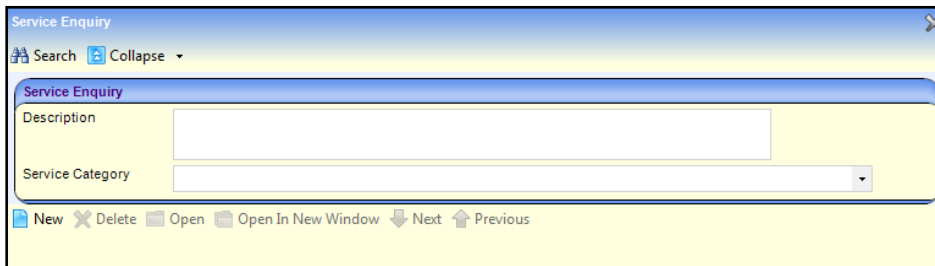 Service Enquiry
Search Collapse
Service Enquiry
Description
Service Category
New Delete Open Open In New Window Next Previous